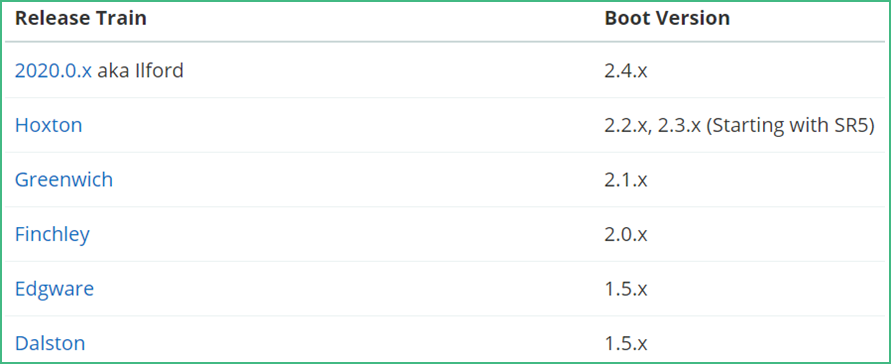 Release Train Boot Version
2020.0.x aka Ilford 2.4.x
Hoxton 2.2.x, 2.3.x (Starting with SR5)
Greenwich 2.1.x
Finchley 2.0.x
Edgware 1.5.x
Dalston 1.5.x